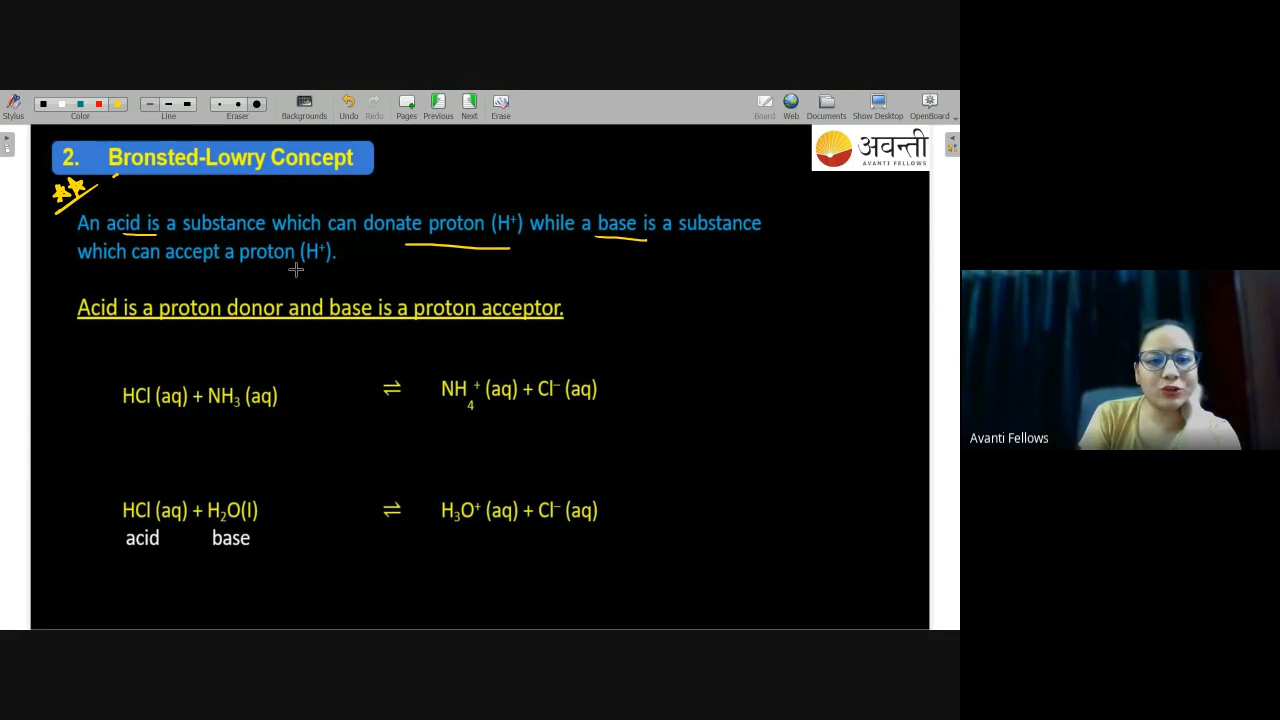 Stylus
Color
Line
Eraser
Backgrounds
Undo
Redo
Pages
Previous
Next
Erase
Board
Web
Documents
Show Desktop
OpenBoard
2. Bronsted-Lowry Concept
अवन्ती
AVANTI FELLOWS
An acid is a substance which can donate proton (H⁺) while a base is a substance
which can accept a proton (H⁺).
Acid is a proton donor and base is a proton acceptor.
HCl (aq) + NH₃ (aq) ⇌ NH₄⁺ (aq) + Cl⁻ (aq)
HCl (aq) + H₂O(l) ⇌ H₃O⁺ (aq) + Cl⁻ (aq)
acid base
Avanti Fellows